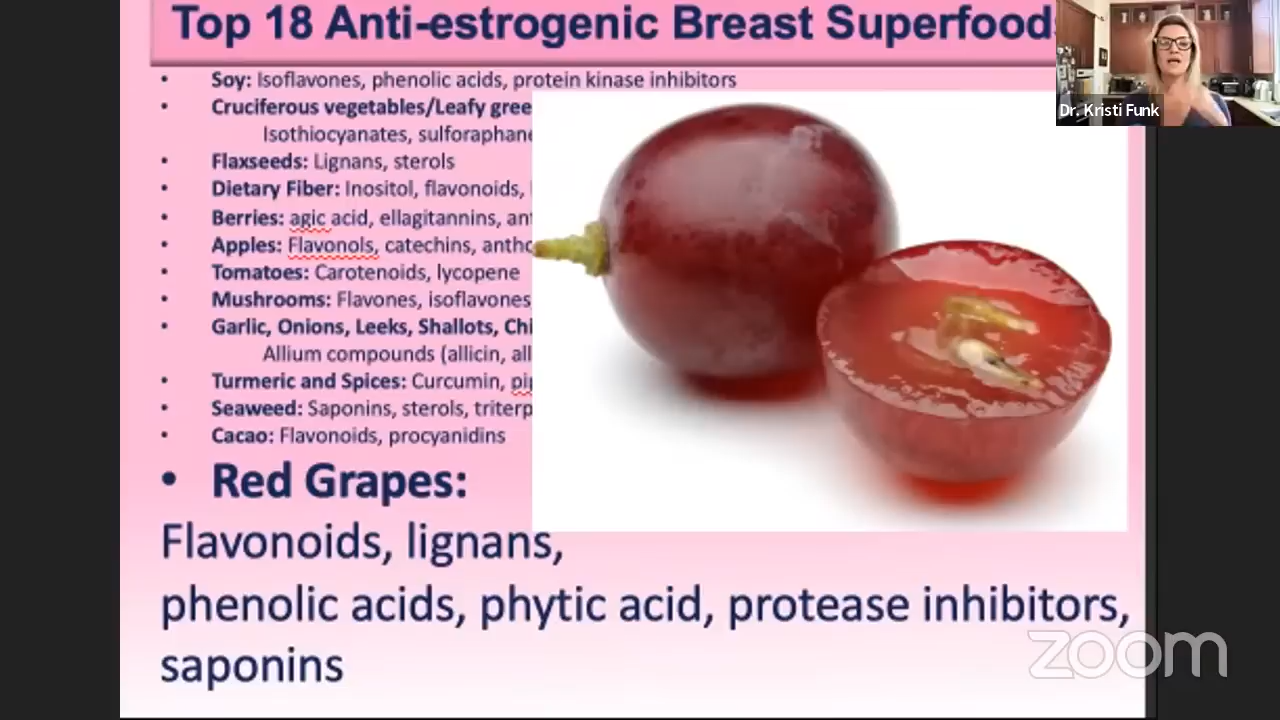 Top 18 Anti-estrogenic Breast Superfoods
Dr. Kristi Funk
• Soy: Isoflavones, phenolic acids, protein kinase inhibitors
• Cruciferous vegetables/Leafy gree
Isothiocyanates, sulforaphane
• Flaxseeds: Lignans, sterols
• Dietary Fiber: Inositol, flavonoids,
• Berries: agic acid, ellagitannins, an
• Apples: Flavonols, catechins, antho
• Tomatoes: Carotenoids, lycopene
• Mushrooms: Flavones, isoflavones,
• Garlic, Onions, Leeks, Shallots, Chi
Allium compounds (allicin, all
• Turmeric and Spices: Curcumin, pip
• Seaweed: Saponins, sterols, triterp
• Cacao: Flavonoids, procyanidins
• Red Grapes:
Flavonoids, lignans,
phenolic acids, phytic acid, protease inhibitors,
saponins
zoom